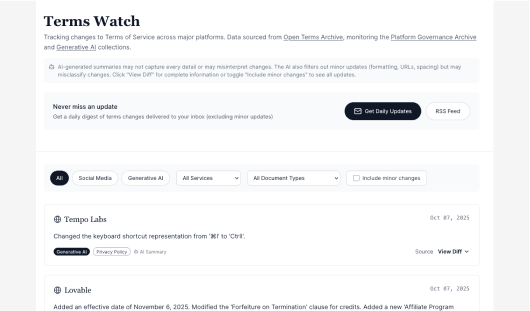 Terms Watch
Tracking changes to Terms of Service across major platforms. Data sourced from Open Terms Archive, monitoring the Platform Governance Archive
and Generative AI collections.
AI-generated summaries may not capture every detail or may misinterpret changes. The AI also filters out minor updates (formatting, URLs, spacing) but may
misclassify changes. Click "View Diff" for complete information or toggle "Include minor changes" to see all updates.
Never miss an update
Get a daily digest of terms changes delivered to your inbox (excluding minor updates)
Get Daily Updates
RSS Feed
All
Social Media
Generative AI
All Services
All Document Types
Include minor changes
Tempo Labs
Oct 07, 2025
Changed the keyboard shortcut representation from '⌘I' to 'CtrlI'.
Generative AI
Privacy Policy
AI Summary
Source
View Diff
Lovable
Oct 07, 2025
Added an effective date of November 6, 2025. Modified the 'Forfeiture on Termination' clause for credits. Added a new 'Affiliate Program